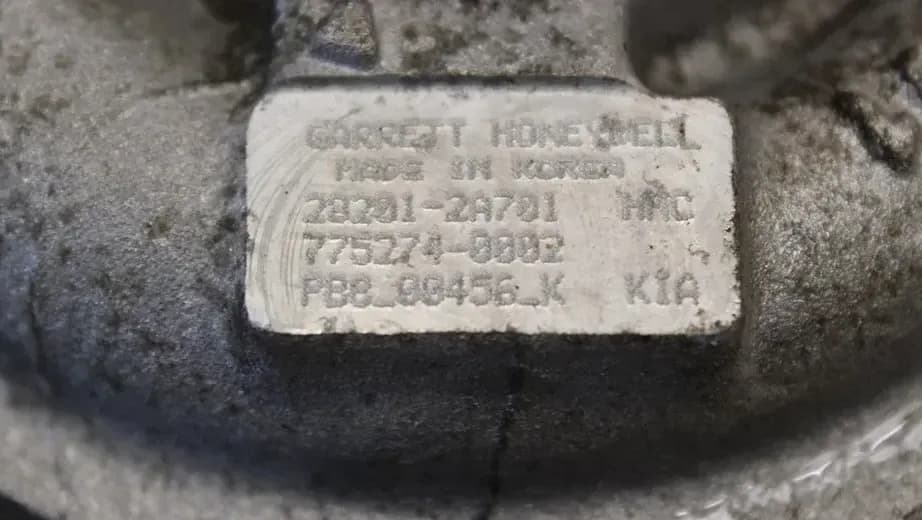 GARRETT HONEYWELL
MADE IN KOREA
28201-2A701 HMC
775274-0002
PB8_00456_K KIA